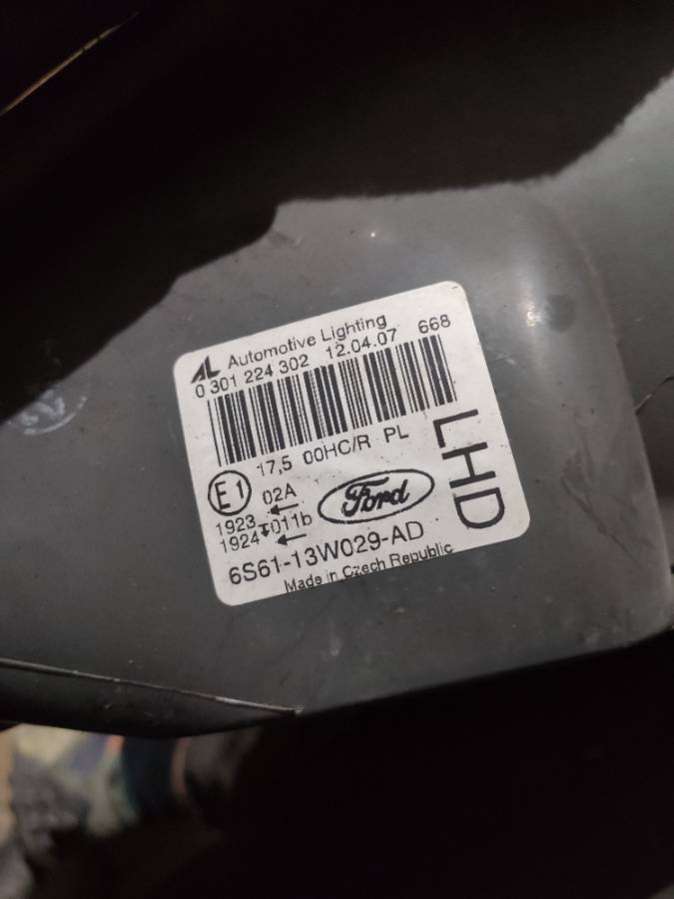 AL Automotive Lighting
0 301 224 302 12.04.07 668
17,5 00HC/R PL
E1 02A
1923
1924 011b
Ford
LHD
6S61-13W029-AD
Made in Czech Republic